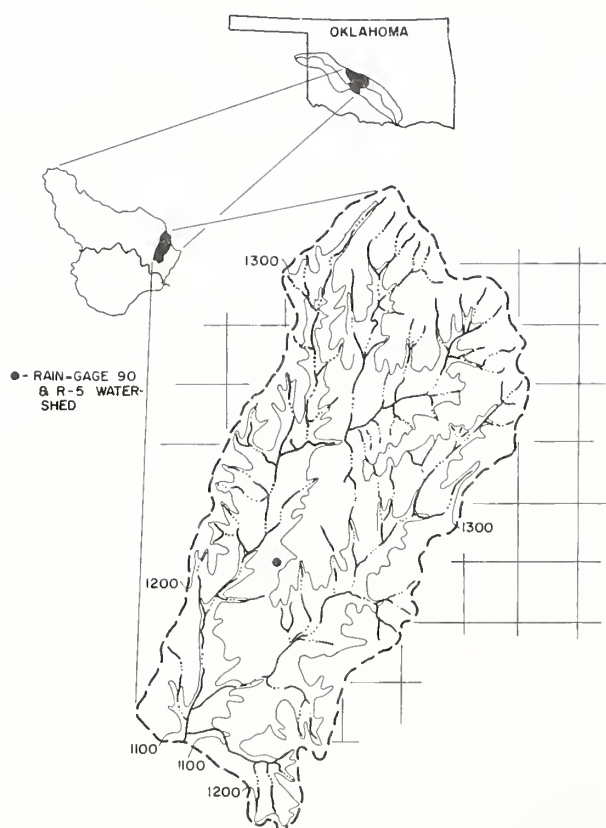 OKLAHOMA
1300
● - RAIN-GAGE 90
& R-5 WATER-
SHED
1300
1200
1100
1100
1200